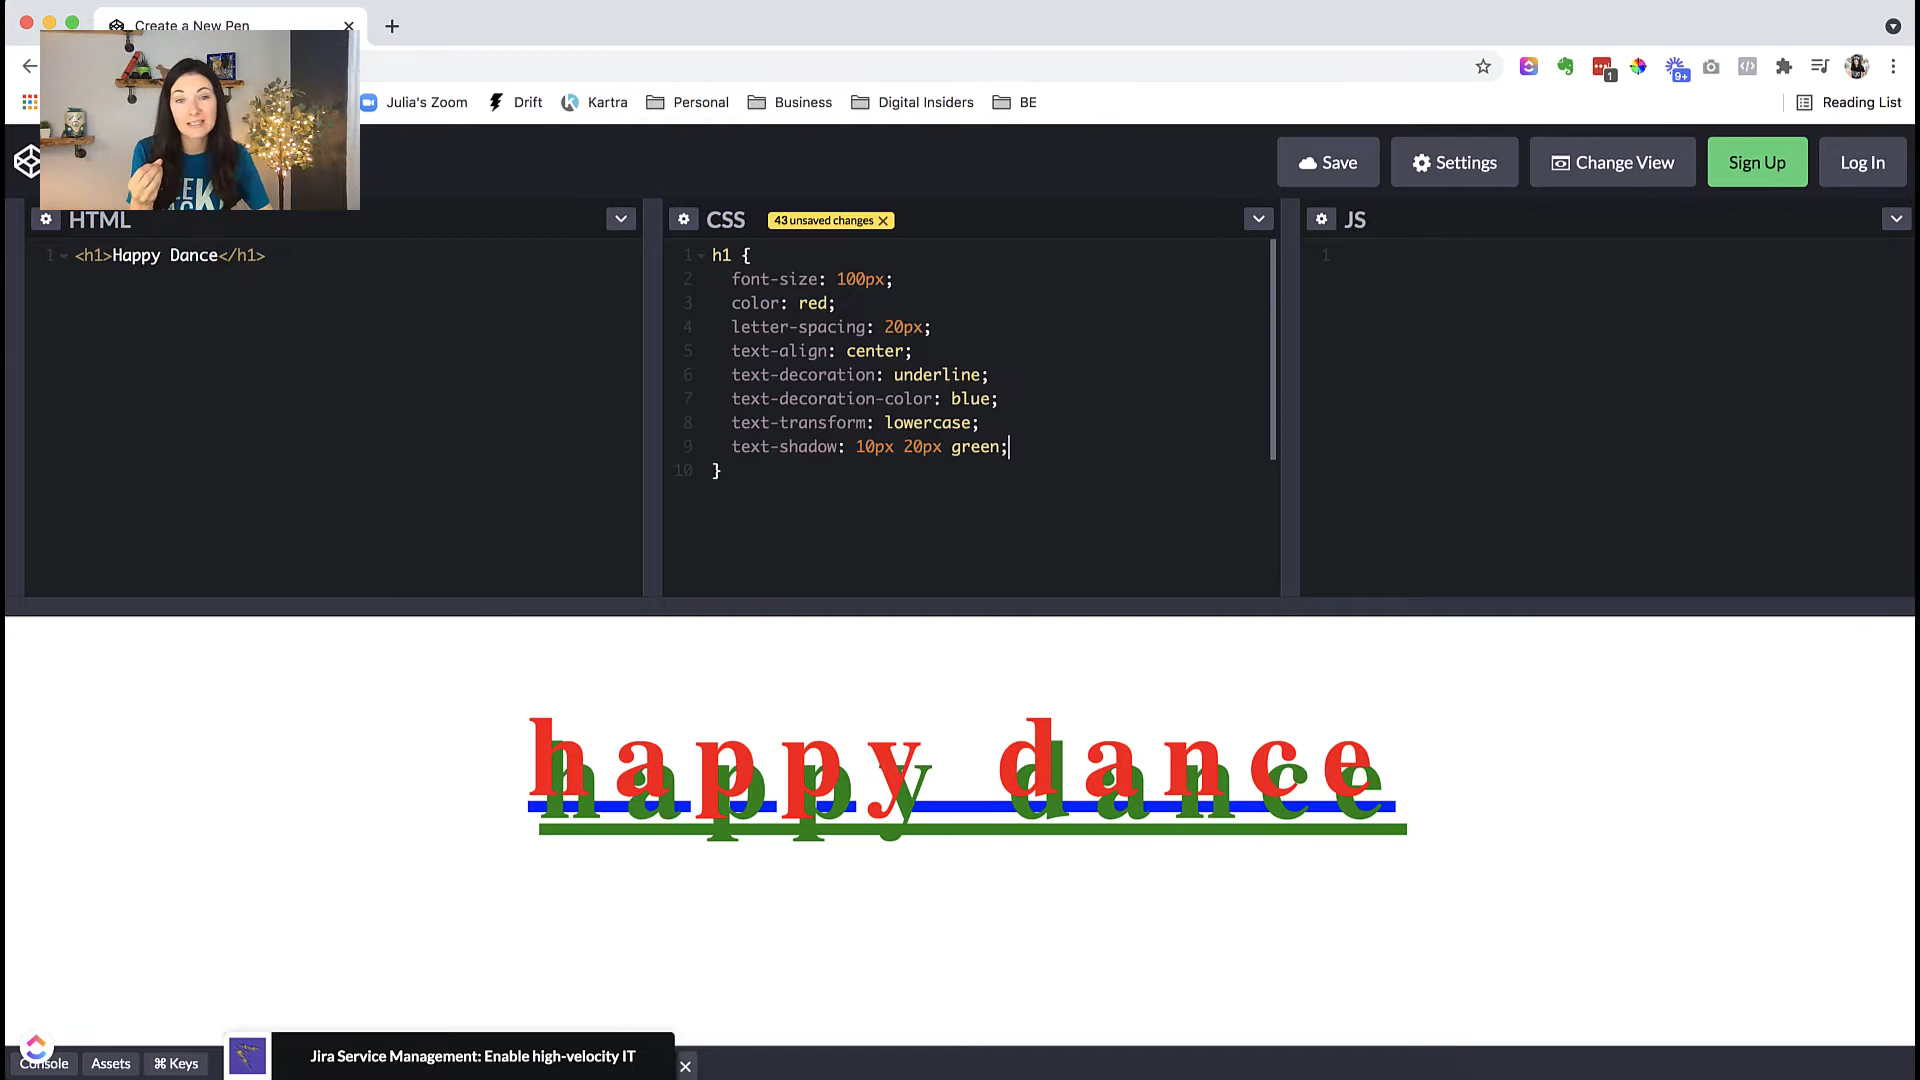 Create a New Pen
Julia's Zoom
Drift
Kartra
Personal
Business
Digital Insiders
BE
Reading List
1
9+
Save
Settings
Change View
Sign Up
Log In
HTML
CSS
43 unsaved changes
JS
1 <h1>Happy Dance</h1>
1 h1 {
2 font-size: 100px;
3 color: red;
4 letter-spacing: 20px;
5 text-align: center;
6 text-decoration: underline;
7 text-decoration-color: blue;
8 text-transform: lowercase;
9 text-shadow: 10px 20px green;
10 }
1
happy dance
Console
Assets
⌘ Keys
Jira Service Management: Enable high-velocity IT